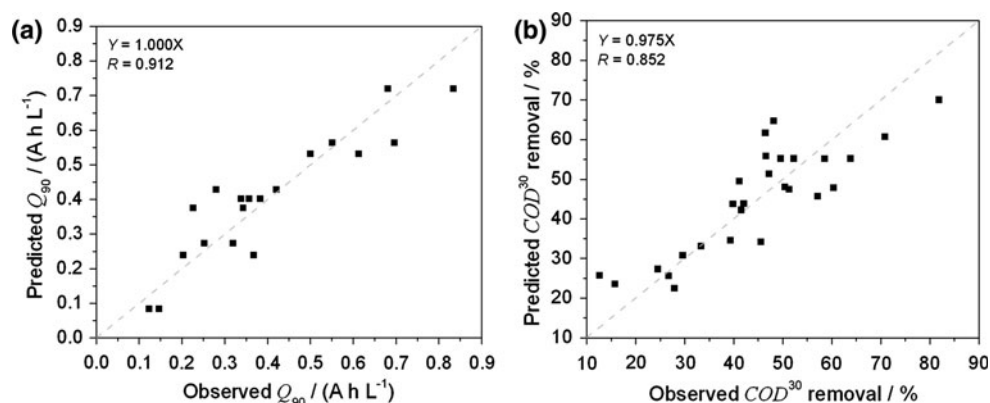 (a)
Y = 1.000X
R = 0.912
Predicted Q90 / (A h L-1)
0.9
0.8
0.7
0.6
0.5
0.4
0.3
0.2
0.1
0.0
0.0 0.1 0.2 0.3 0.4 0.5 0.6 0.7 0.8 0.9
Observed Q90 / (A h L-1)
(b)
Y = 0.975X
R = 0.852
Predicted COD30 removal / %
90
80
70
60
50
40
30
20
10
10 20 30 40 50 60 70 80 90
Observed COD30 removal / %